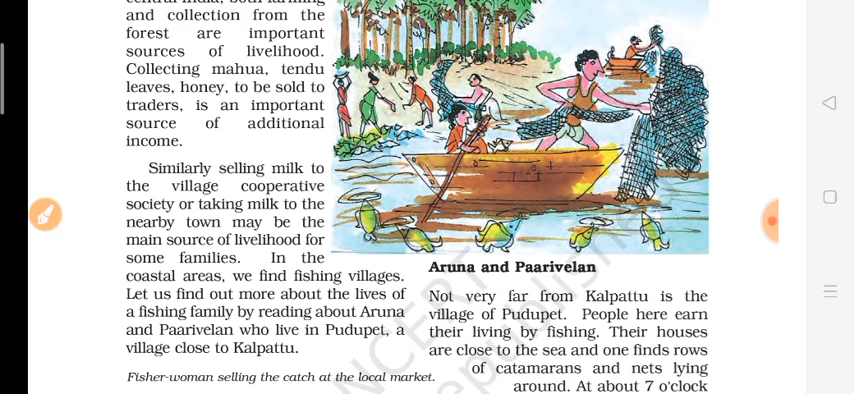 central India, both farming
and collection from the
forest are important
sources of livelihood.
Collecting mahua, tendu
leaves, honey, to be sold to
traders, is an important
source of additional
income.
Similarly selling milk to
the village cooperative
society or taking milk to the
nearby town may be the
main source of livelihood for
some families. In the
coastal areas, we find fishing villages.
Let us find out more about the lives of
a fishing family by reading about Aruna
and Paarivelan who live in Pudupet, a
village close to Kalpattu.
Fisher-woman selling the catch at the local market.
Aruna and Paarivelan
Not very far from Kalpattu is the
village of Pudupet. People here earn
their living by fishing. Their houses
are close to the sea and one finds rows
of catamarans and nets lying
around. At about 7 o'clock
NCERT
republish